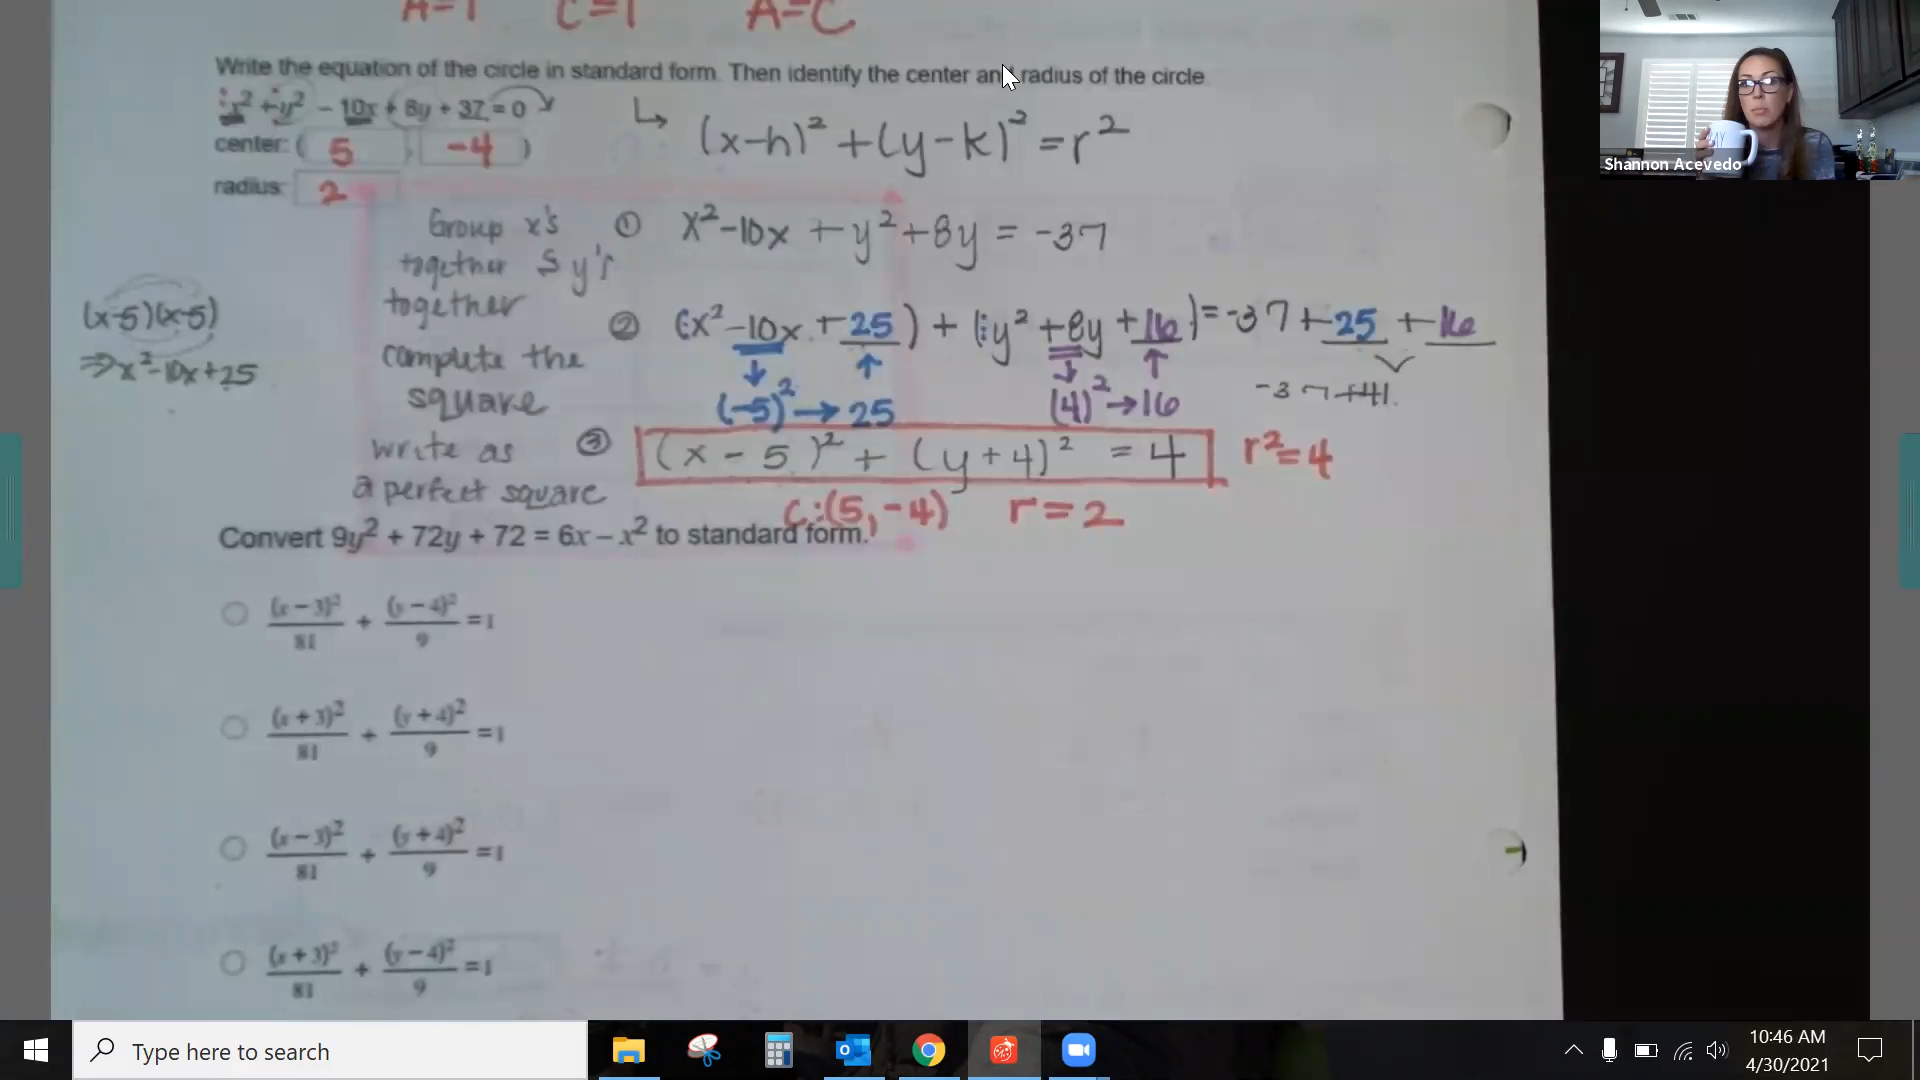 A=1 C=1 A=C
Write the equation of the circle in standard form. Then identify the center and radius of the circle.
x² + y² − 10x + 8y + 37 = 0
center: ( 5 , -4 )
radius: 2
↳ (x-h)² + (y-k)² = r²
Shannon Acevedo
Group x's
together & y's
together
① x²-10x + y²+8y = -37
(x-5)(x-5)
⇒ x²-10x+25
complete the
square
② (x²-10x + 25) + (y²+8y+16) = -37+25 +16
(-5)² → 25 (4)² → 16
-37+41
write as
a perfect square
③ (x - 5)² + (y+4)² = 4 r²=4
C:(5,-4) r=2
Convert 9y² + 72y + 72 = 6x − x² to standard form.
(x − 3)²/81 + (y − 4)²/9 = 1
(x + 3)²/81 + (y + 4)²/9 = 1
(x − 3)²/81 + (y + 4)²/9 = 1
(x + 3)²/81 + (y − 4)²/9 = 1
Type here to search
10:46 AM
4/30/2021